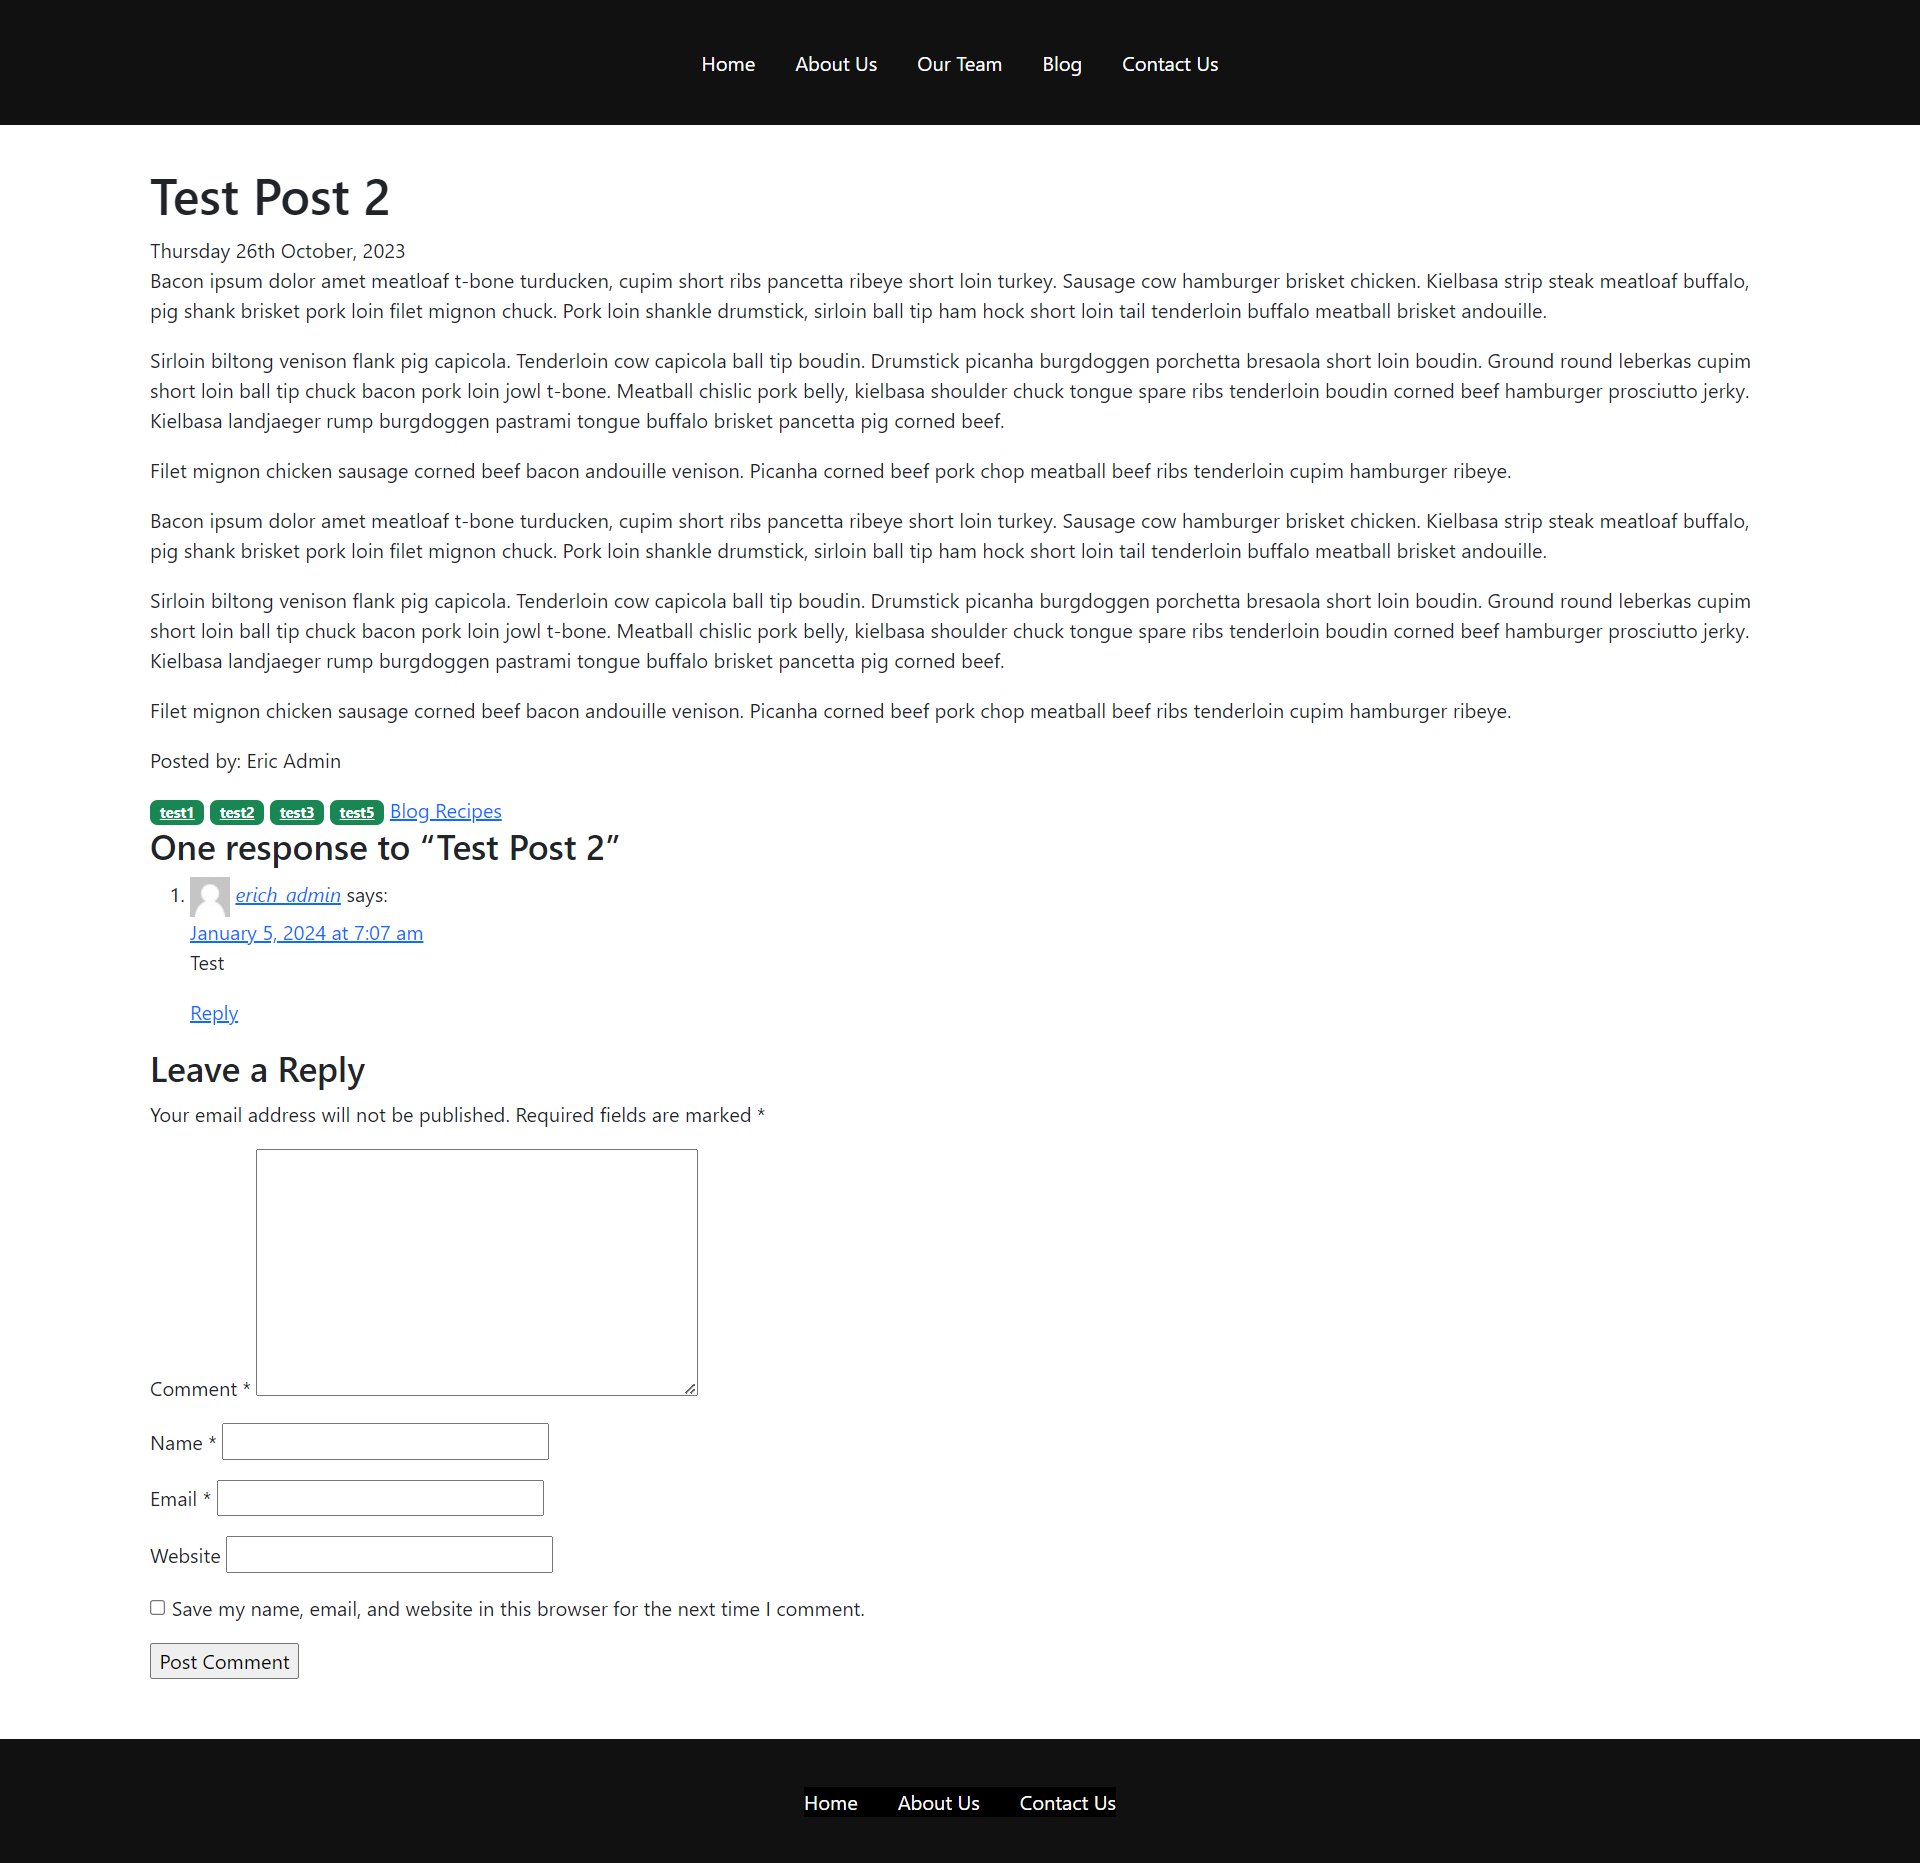 Home About Us Our Team Blog Contact Us
Test Post 2
Thursday 26th October, 2023
Bacon ipsum dolor amet meatloaf t-bone turducken, cupim short ribs pancetta ribeye short loin turkey. Sausage cow hamburger brisket chicken. Kielbasa strip steak meatloaf buffalo,
pig shank brisket pork loin filet mignon chuck. Pork loin shankle drumstick, sirloin ball tip ham hock short loin tail tenderloin buffalo meatball brisket andouille.
Sirloin biltong venison flank pig capicola. Tenderloin cow capicola ball tip boudin. Drumstick picanha burgdoggen porchetta bresaola short loin boudin. Ground round leberkas cupim
short loin ball tip chuck bacon pork loin jowl t-bone. Meatball chislic pork belly, kielbasa shoulder chuck tongue spare ribs tenderloin boudin corned beef hamburger prosciutto jerky.
Kielbasa landjaeger rump burgdoggen pastrami tongue buffalo brisket pancetta pig corned beef.
Filet mignon chicken sausage corned beef bacon andouille venison. Picanha corned beef pork chop meatball beef ribs tenderloin cupim hamburger ribeye.
Bacon ipsum dolor amet meatloaf t-bone turducken, cupim short ribs pancetta ribeye short loin turkey. Sausage cow hamburger brisket chicken. Kielbasa strip steak meatloaf buffalo,
pig shank brisket pork loin filet mignon chuck. Pork loin shankle drumstick, sirloin ball tip ham hock short loin tail tenderloin buffalo meatball brisket andouille.
Sirloin biltong venison flank pig capicola. Tenderloin cow capicola ball tip boudin. Drumstick picanha burgdoggen porchetta bresaola short loin boudin. Ground round leberkas cupim
short loin ball tip chuck bacon pork loin jowl t-bone. Meatball chislic pork belly, kielbasa shoulder chuck tongue spare ribs tenderloin boudin corned beef hamburger prosciutto jerky.
Kielbasa landjaeger rump burgdoggen pastrami tongue buffalo brisket pancetta pig corned beef.
Filet mignon chicken sausage corned beef bacon andouille venison. Picanha corned beef pork chop meatball beef ribs tenderloin cupim hamburger ribeye.
Posted by: Eric Admin
test1 test2 test3 test5 Blog Recipes
One response to “Test Post 2”
1. erich_admin says:
January 5, 2024 at 7:07 am
Test
Reply
Leave a Reply
Your email address will not be published. Required fields are marked *
Comment *
Name *
Email *
Website
Save my name, email, and website in this browser for the next time I comment.
Post Comment
Home About Us Contact Us